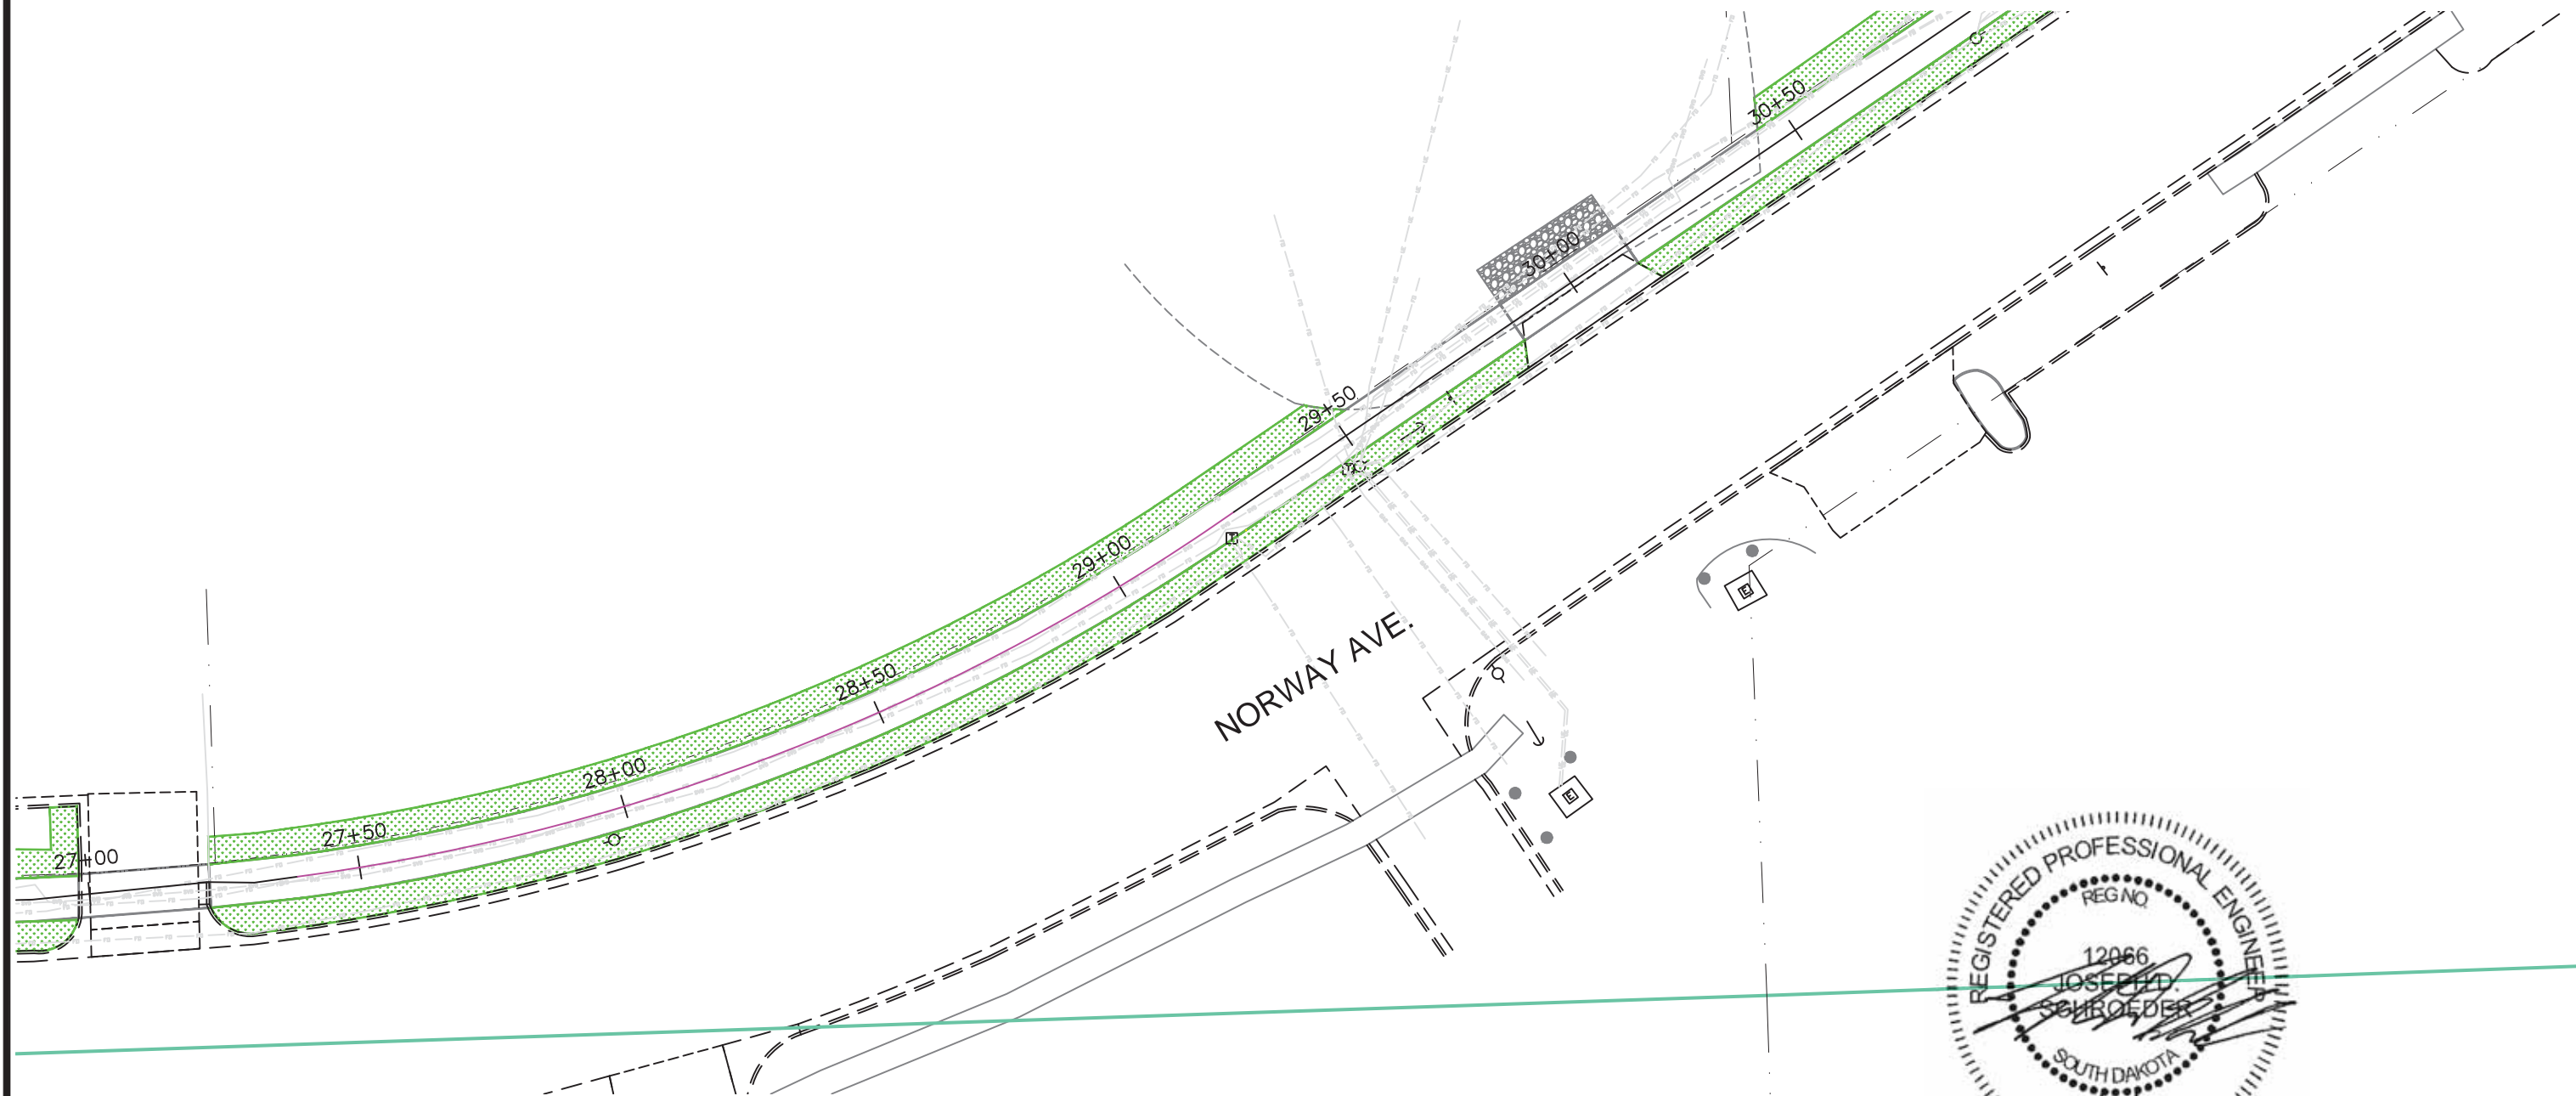 30+50
30+00
29+50
29+00
28+50
28+00
27+50
27+00
NORWAY AVE.
E
E
REGISTERED PROFESSIONAL ENGINEER
REG NO.
12066
JOSEPH D.
SCHROEDER
SOUTH DAKOTA